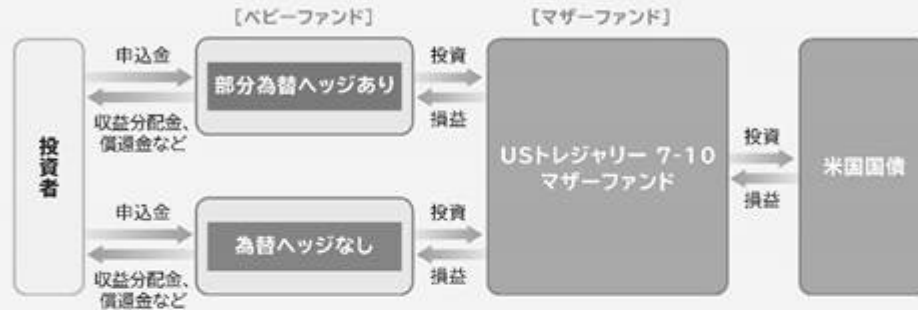 [ベビーファンド]
[マザーファンド]
投資者
申込金
収益分配金、
償還金など
部分為替ヘッジあり
投資
損益
申込金
収益分配金、
償還金など
為替ヘッジなし
投資
損益
USトレジャリー 7-10
マザーファンド
投資
損益
米国国債